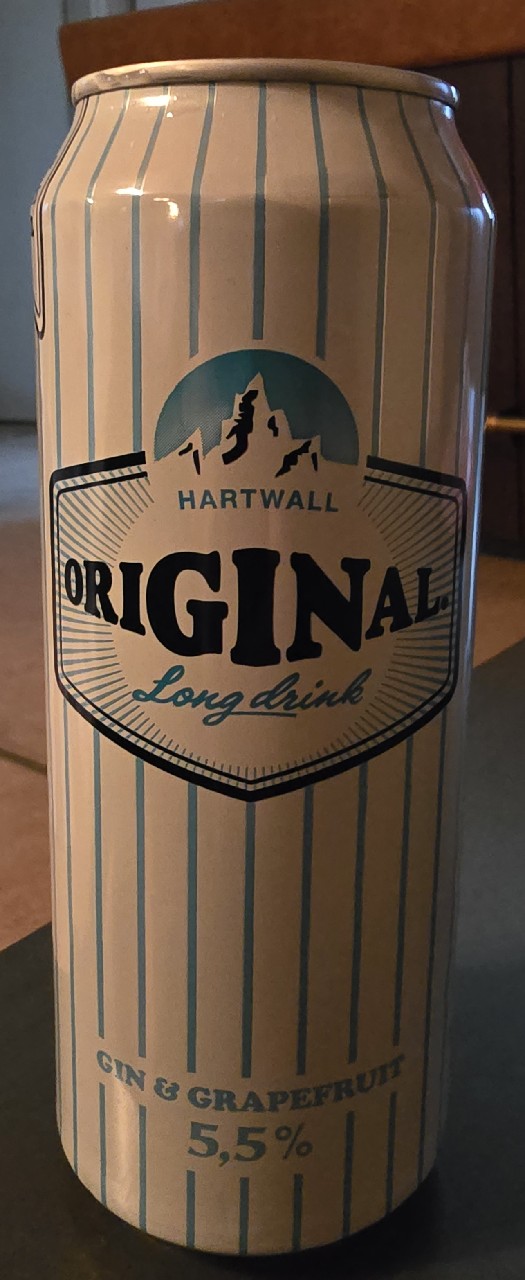 HARTWALL
ORIGINAL.
Long drink
GIN & GRAPEFRUIT
5,5%